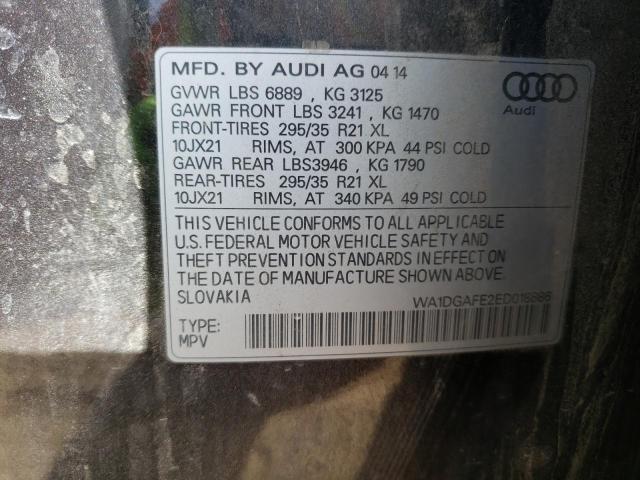 MFD. BY AUDI AG 04 14
GVWR LBS 6889 , KG 3125
GAWR FRONT LBS 3241 , KG 1470
FRONT-TIRES 295/35 R21 XL
10JX21 RIMS, AT 300 KPA 44 PSI COLD
GAWR REAR LBS3946 , KG 1790
REAR-TIRES 295/35 R21 XL
10JX21 RIMS, AT 340 KPA 49 PSI COLD
Audi
THIS VEHICLE CONFORMS TO ALL APPLICABLE
U.S. FEDERAL MOTOR VEHICLE SAFETY AND
THEFT PREVENTION STANDARDS IN EFFECT ON
THE DATE OF MANUFACTURE SHOWN ABOVE.
SLOVAKIA
TYPE:
MPV